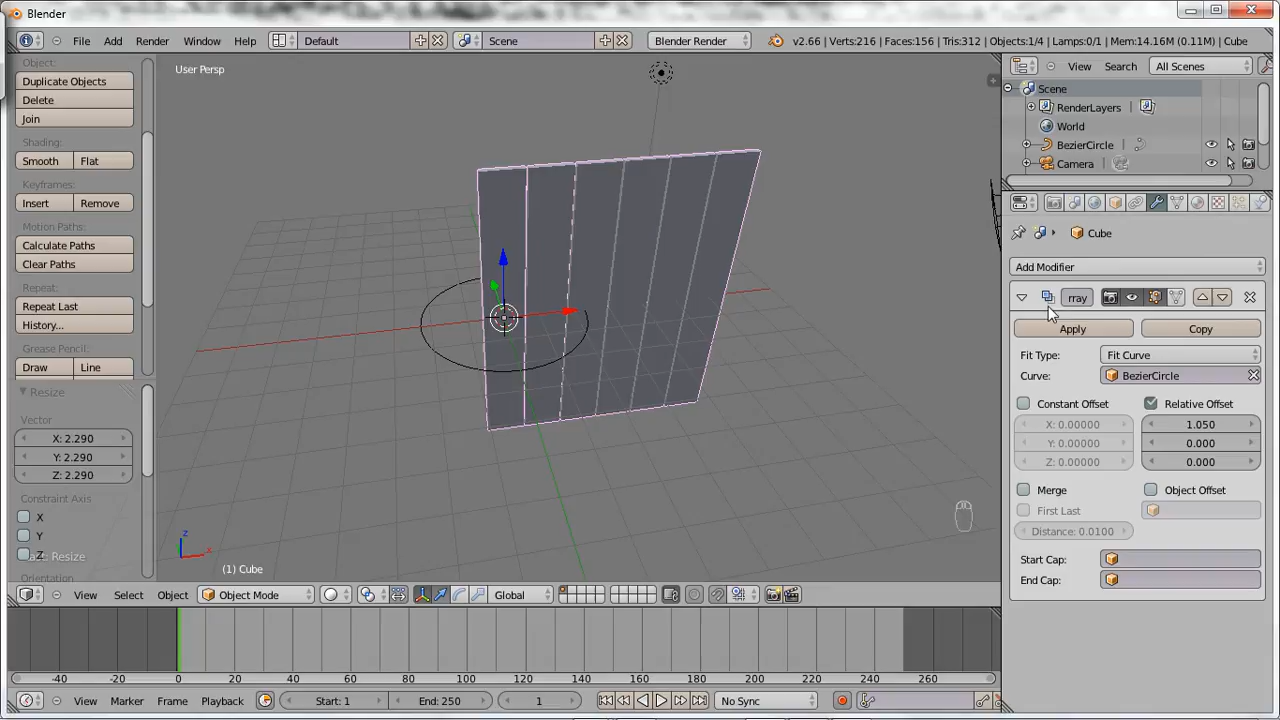 Blender
File Add Render Window Help Default Scene Blender Render v2.66 | Verts:216 | Faces:156 | Tris:312 | Objects:1/4 | Lamps:0/1 | Mem:14.16M (0.11M) | Cube
Object:
Duplicate Objects
Delete
Join
Shading:
Smooth Flat
Keyframes:
Insert Remove
Motion Paths:
Calculate Paths
Clear Paths
Repeat:
Repeat Last
History...
Grease Pencil:
Draw Line
Resize
Vector
X: 2.290
Y: 2.290
Z: 2.290
Constraint Axis
X
Y
Z
Orientation
User Persp
z
x
(1) Cube
View Select Object Object Mode Global
-40 -20 0 20 40 60 80 100 120 140 160 180 200 220 240 260
View Marker Frame Playback Start: 1 End: 250 1 No Sync
View Search All Scenes
Scene
RenderLayers
World
BezierCircle
Camera
Cube
Add Modifier
rray
Apply Copy
Fit Type: Fit Curve
Curve: BezierCircle
Constant Offset Relative Offset
X: 0.00000 1.050
Y: 0.00000 0.000
Z: 0.00000 0.000
Merge Object Offset
First Last
Distance: 0.0100
Start Cap:
End Cap: